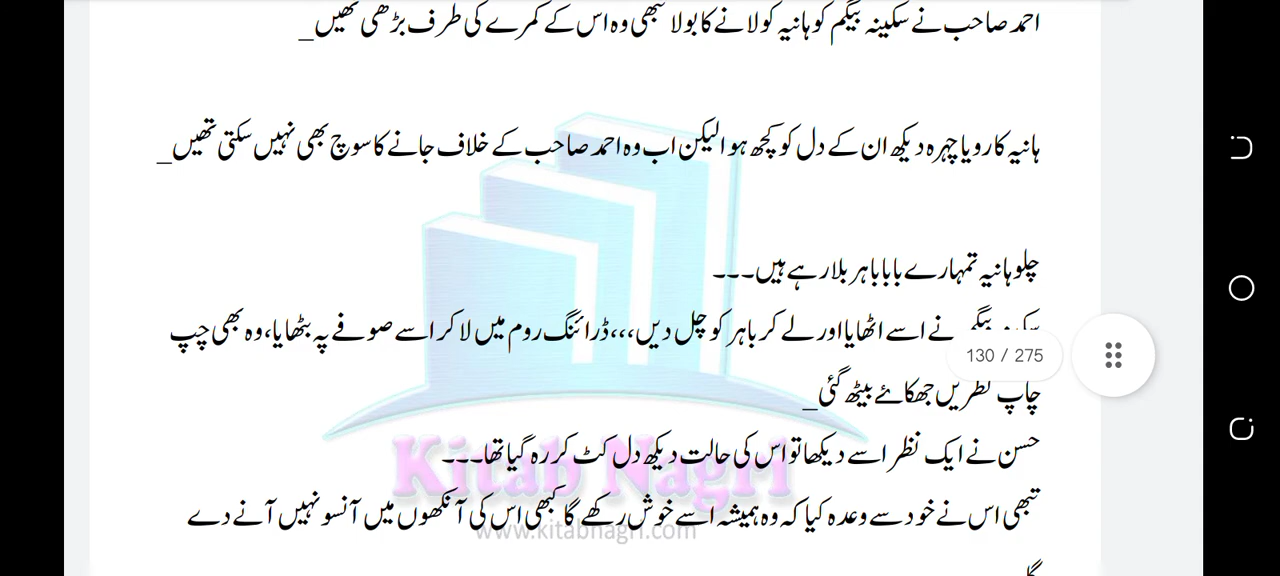 احمد صاحب نے سکینہ بیگم کو ہانیہ کو لانے کا بولا تبھی وہ اس کے کمرے کی طرف بڑھی تھیں_
ہانیہ کا رویا چہرہ دیکھ ان کے دل کو کچھ ہوا لیکن اب وہ احمد صاحب کے خلاف جانے کا سوچ بھی نہیں سکتی تھیں_
چلو ہانیہ تمہارے بابا باہر بلا رہے ہیں۔۔۔
نے اسے اٹھایا اور لے کر باہر کو چل دیں،،،ڈرائنگ روم میں لا کر اسے صوفے پہ بٹھایا،وہ بھی چپ
130 / 275
چاپ نظریں جھکائے بیٹھ گئی_
حسن نے ایک نظر اسے دیکھا تو اس کی حالت دیکھ دل کٹ کر رہ گیا تھا۔۔۔
Kitab Nagri
تبھی اس نے خود سے وعدہ کیا کہ وہ ہمیشہ اسے خوش رکھے گا کبھی اس کی آنکھوں میں آنسو نہیں آنے دے
www.kitabnagri.com